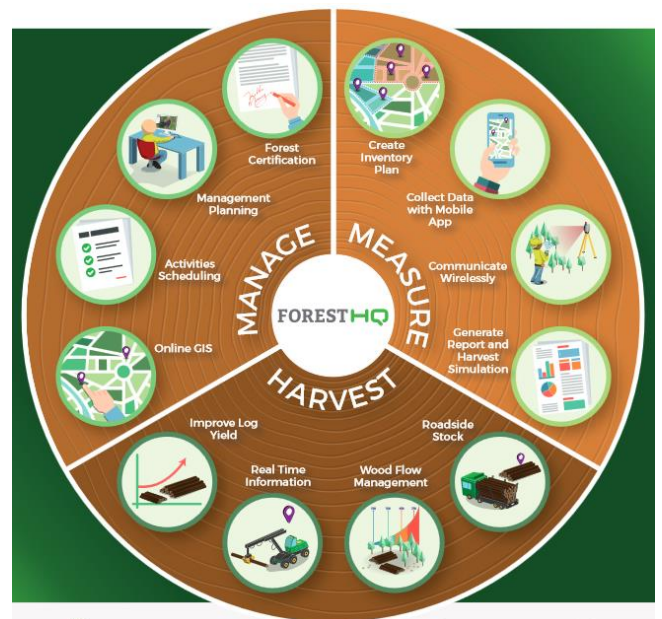 Forest
Certification
Management
Planning
Activities
Scheduling
Online GIS
MANAGE
Create
Inventory
Plan
Collect Data
with Mobile
App
Communicate
Wirelessly
Generate
Report and
Harvest
Simulation
MEASURE
FORESTHQ
HARVEST
Improve Log
Yield
Real Time
Information
Wood Flow
Management
Roadside
Stock